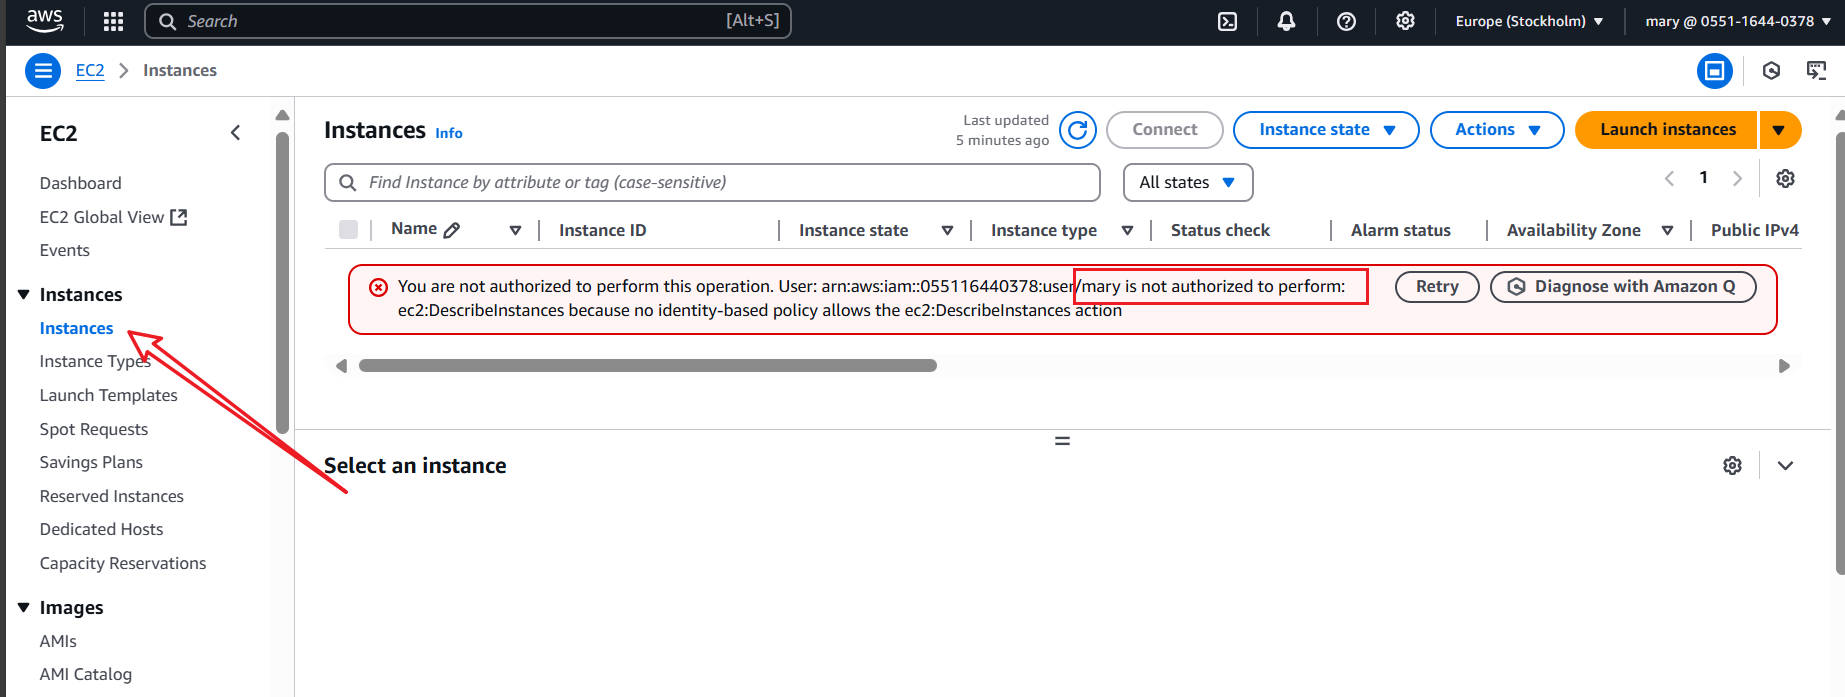 aws
Search
[Alt+S]
Europe (Stockholm)
mary @ 0551-1644-0378
EC2
Instances
EC2
Dashboard
EC2 Global View
Events
Instances
Instances
Instance Types
Launch Templates
Spot Requests
Savings Plans
Reserved Instances
Dedicated Hosts
Capacity Reservations
Images
AMIs
AMI Catalog
Instances Info
Last updated
5 minutes ago
Connect
Instance state
Actions
Launch instances
Find Instance by attribute or tag (case-sensitive)
All states
1
Name
Instance ID
Instance state
Instance type
Status check
Alarm status
Availability Zone
Public IPv4
You are not authorized to perform this operation. User: arn:aws:iam::055116440378:user/mary is not authorized to perform:
ec2:DescribeInstances because no identity-based policy allows the ec2:DescribeInstances action
Retry
Diagnose with Amazon Q
Select an instance